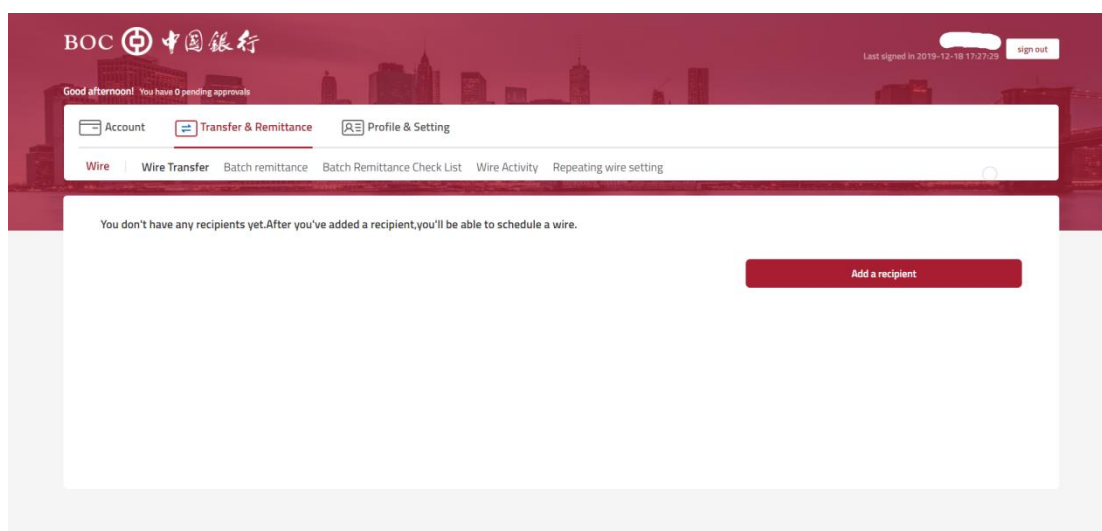 BOC 中國銀行
Last signed in 2019-12-18 17:27:29
sign out
Good afternoon! You have 0 pending approvals
Account Transfer & Remittance Profile & Setting
Wire Wire Transfer Batch remittance Batch Remittance Check List Wire Activity Repeating wire setting
You don't have any recipients yet.After you've added a recipient,you'll be able to schedule a wire.
Add a recipient